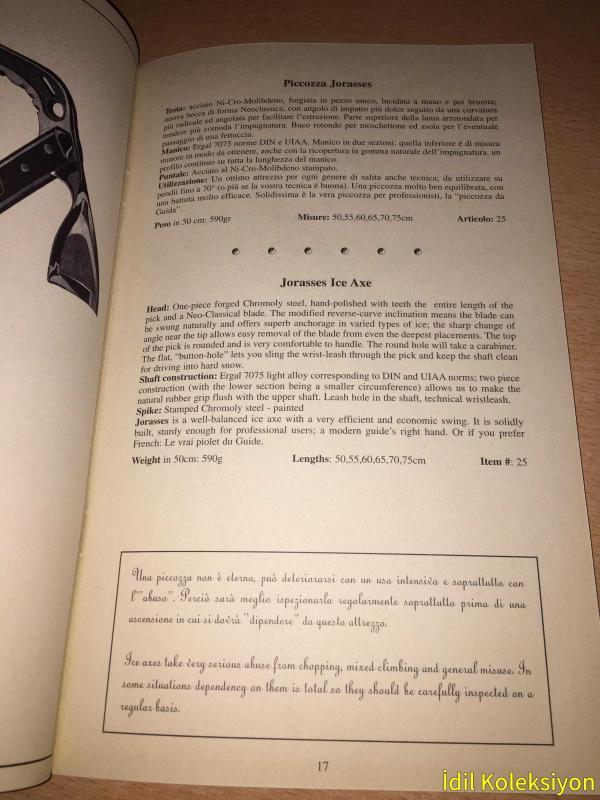 Piccozza Jorasses
Testa: acciaio Ni-Cro-Molibdeno, forgiata in pezzo unico, lucidata a mano e poi brunita;
nuova becca di forma Neoclassica, con angolo di impatto più dolce seguito da una curvatura
più radicale ed angolata per facilitare l'estrazione. Parte superiore della lama arrotondata per
rendere più comoda l'impugnatura. Buco rotondo per moschettone ed asola per l'eventuale
passaggio di una fettuccia.
Manico: Ergal 7075 norme DIN e UIAA. Manico in due sezioni: quella inferiore é di misura
minore in modo da ottenere, anche con la ricopertura in gomma naturale dell'impugnatura, un
profilo continuo su tutta la lunghezza del manico.
Puntale: Acciaio al Ni-Cro-Molibdeno stampato.
Utilizzazione: Un ottimo attrezzo per ogni genere di salita anche tecnica; da utilizzare su
pendii fino a 70° (o più se la vostra tecnica é buona). Una piccozza molto ben equilibrata, con
una battuta molto efficace. Solidissima è la vera piccozza per professionisti, la "piccozza da
Guida".
Peso in 50 cm: 590gr Misure: 50,55,60,65,70,75cm Articolo: 25
Jorasses Ice Axe
Head: One-piece forged Chromoly steel, hand-polished with teeth the entire length of the
pick and a Neo-Classical blade. The modified reverse-curve inclination means the blade can
be swung naturally and offers superb anchorage in varied types of ice; the sharp change of
angle near the tip allows easy removal of the blade from even the deepest placements. The top
of the pick is rounded and is very comfortable to handle. The round hole will take a carabiner.
The flat, "button-hole" lets you sling the wrist-leash through the pick and keep the shaft clean
for driving into hard snow.
Shaft construction: Ergal 7075 light alloy corresponding to DIN and UIAA norms; two piece
construction (with the lower section being a smaller circumference) allows us to make the
natural rubber grip flush with the upper shaft. Leash hole in the shaft, technical wristleash.
Spike: Stamped Chromoly steel - painted
Jorasses is a well-balanced ice axe with a very efficient and economic swing. It is solidly
built, sturdy enough for professional users; a modern guide's right hand. Or if you prefer
French: Le vrai piolet du Guide.
Weight in 50cm: 590g Lengths: 50,55,60,65,70,75cm Item #: 25
Una piccozza non è eterna, può deteriorarsi con un uso intensivo e soprattutto con
l'"abuso". Perciò sarà meglio ispezionarla regolarmente soprattutto prima di una
ascensione in cui si dovrà "dipendere" da questo attrezzo.
Ice axes take very serious abuse from chopping, mixed climbing and general misuse. In
some situations dependency on them is total so they should be carefully inspected on a
regular basis.
17
İdil Koleksiyon